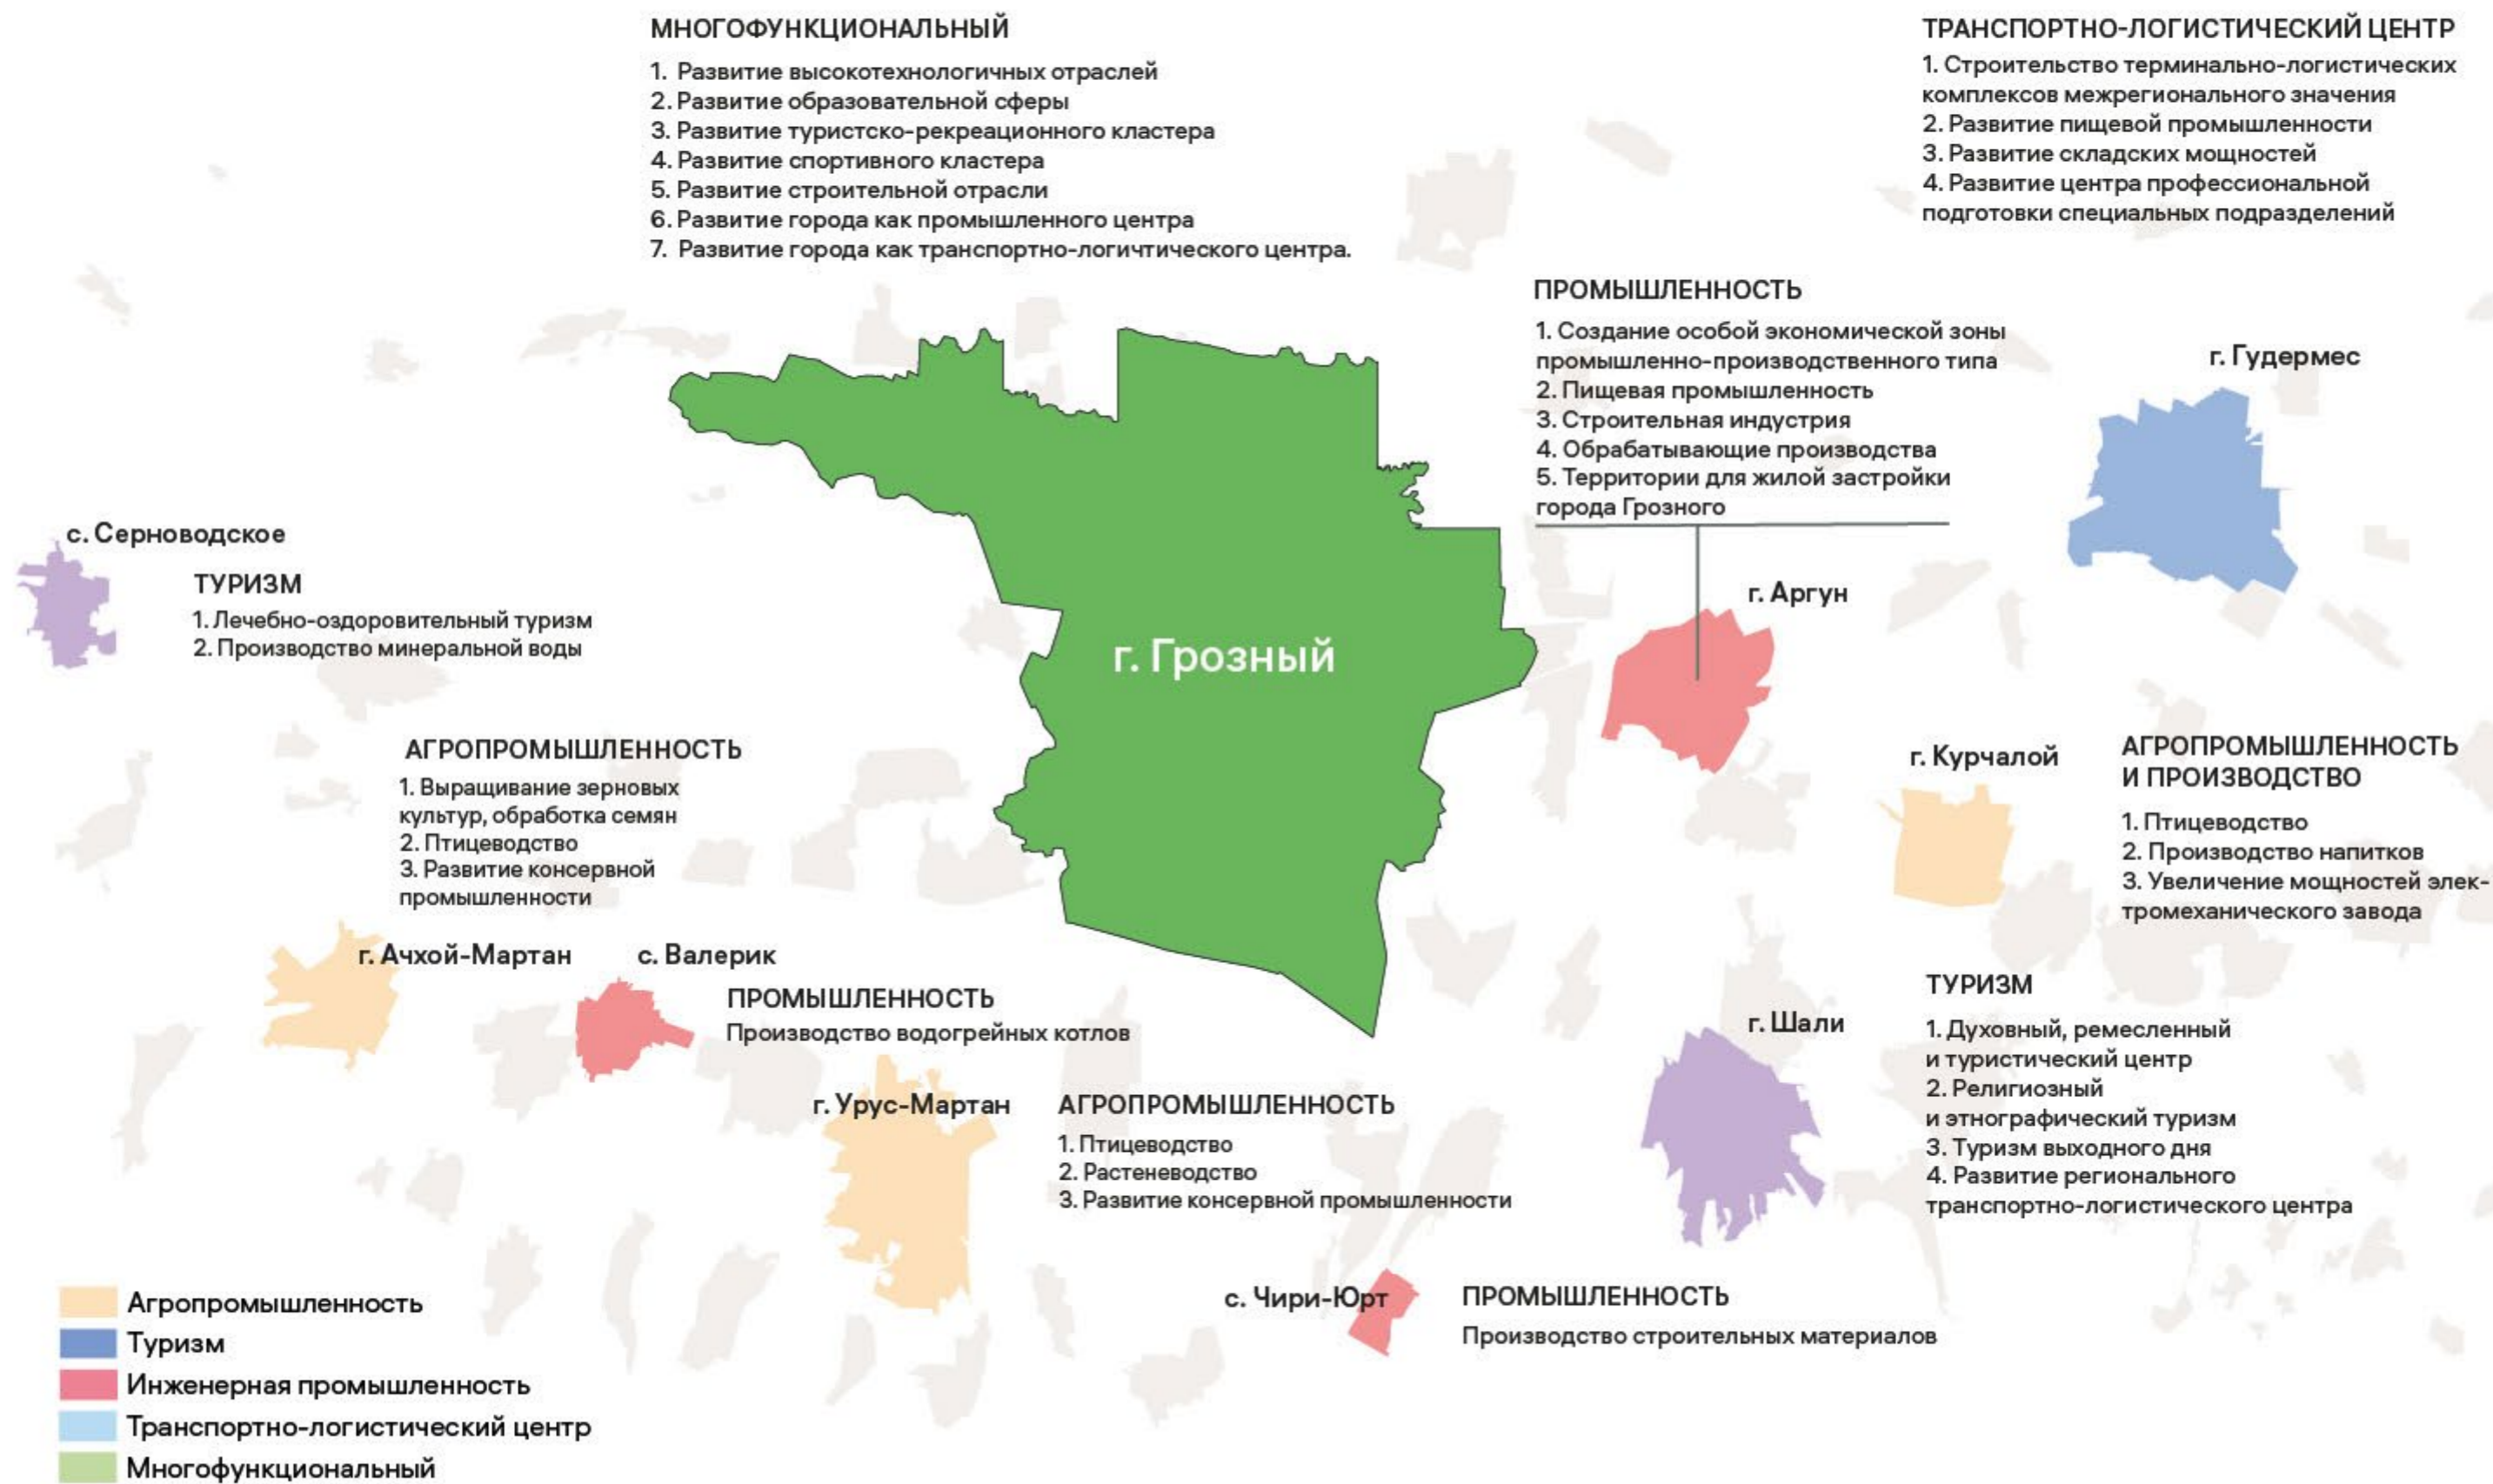 МНОГОФУНКЦИОНАЛЬНЫЙ
1. Развитие высокотехнологичных отраслей
2. Развитие образовательной сферы
3. Развитие туристско-рекреационного кластера
4. Развитие спортивного кластера
5. Развитие строительной отрасли
6. Развитие города как промышленного центра
7. Развитие города как транспортно-логичтического центра.
ТРАНСПОРТНО-ЛОГИСТИЧЕСКИЙ ЦЕНТР
1. Строительство терминально-логистических
комплексов межрегионального значения
2. Развитие пищевой промышленности
3. Развитие складских мощностей
4. Развитие центра профессиональной
подготовки специальных подразделений
ПРОМЫШЛЕННОСТЬ
1. Создание особой экономической зоны
промышленно-производственного типа
2. Пищевая промышленность
3. Строительная индустрия
4. Обрабатывающие производства
5. Территории для жилой застройки
города Грозного
г. Гудермес
с. Серноводское
ТУРИЗМ
1. Лечебно-оздоровительный туризм
2. Производство минеральной воды
г. Грозный
г. Аргун
АГРОПРОМЫШЛЕННОСТЬ
1. Выращивание зерновых
культур, обработка семян
2. Птицеводство
3. Развитие консервной
промышленности
г. Курчалой
АГРОПРОМЫШЛЕННОСТЬ
И ПРОИЗВОДСТВО
1. Птицеводство
2. Производство напитков
3. Увеличение мощностей элек-
тромеханического завода
г. Ачхой-Мартан
с. Валерик
ПРОМЫШЛЕННОСТЬ
Производство водогрейных котлов
г. Шали
ТУРИЗМ
1. Духовный, ремесленный
и туристический центр
2. Религиозный
и этнографический туризм
3. Туризм выходного дня
4. Развитие регионального
транспортно-логистического центра
г. Урус-Мартан
АГРОПРОМЫШЛЕННОСТЬ
1. Птицеводство
2. Растеневодство
3. Развитие консервной промышленности
с. Чири-Юрт
ПРОМЫШЛЕННОСТЬ
Производство строительных материалов
Агропромышленность
Туризм
Инженерная промышленность
Транспортно-логистический центр
Многофункциональный